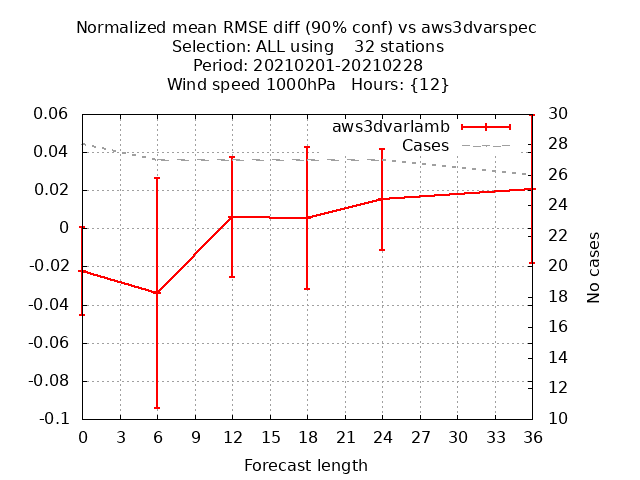 Normalized mean RMSE diff (90% conf) vs aws3dvarspec
Selection: ALL using    32 stations
Period: 20210201-20210228
Wind speed 1000hPa   Hours: {12}
aws3dvarlamb
Cases
0.06
0.04
0.02
0
-0.02
-0.04
-0.06
-0.08
-0.1
30
28
26
24
22
20
18
16
14
12
10
No cases
0 3 6 9 12 15 18 21 24 27 30 33 36
Forecast length